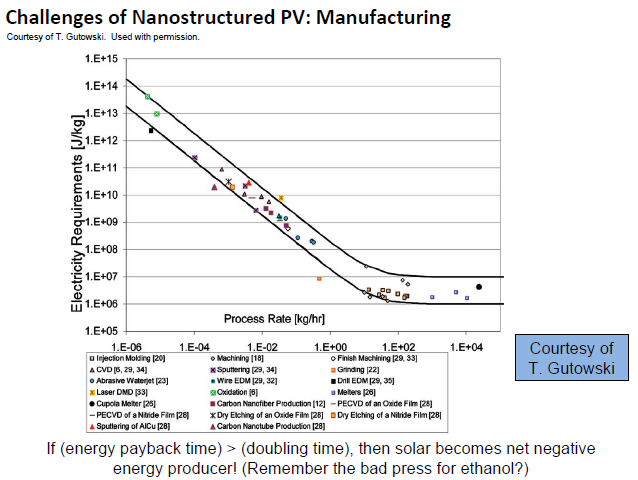 Challenges of Nanostructured PV: Manufacturing
Courtesy of T. Gutowski.  Used with permission.
1.E+15
1.E+14
1.E+13
1.E+12
1.E+11
1.E+10
1.E+09
1.E+08
1.E+07
1.E+06
1.E+05
Electricity Requirements [J/kg]
Process Rate [kg/hr]
1.E-06 1.E-04 1.E-02 1.E+00 1.E+02 1.E+04
Injection Molding [20] Machining [18] Finish Machining [29, 33]
CVD [6, 29, 34] Sputtering [29, 34] Grinding [22]
Abrasive Waterjet [23] Wire EDM [29, 32] Drill EDM [29, 35]
Laser DMD [33] Oxidation [6] Melters [26]
Cupola Melter [26] Carbon Nanofiber Production [12] PECVD of an Oxide Film [28]
PECVD of a Nitride Film [28] Dry Etching of an Oxide Film [28] Dry Etching of a Nitride Film [28]
Sputtering of AlCu [28] Carbon Nanotube Production [28]
Courtesy of
T. Gutowski
If (energy payback time) > (doubling time), then solar becomes net negative
energy producer! (Remember the bad press for ethanol?)